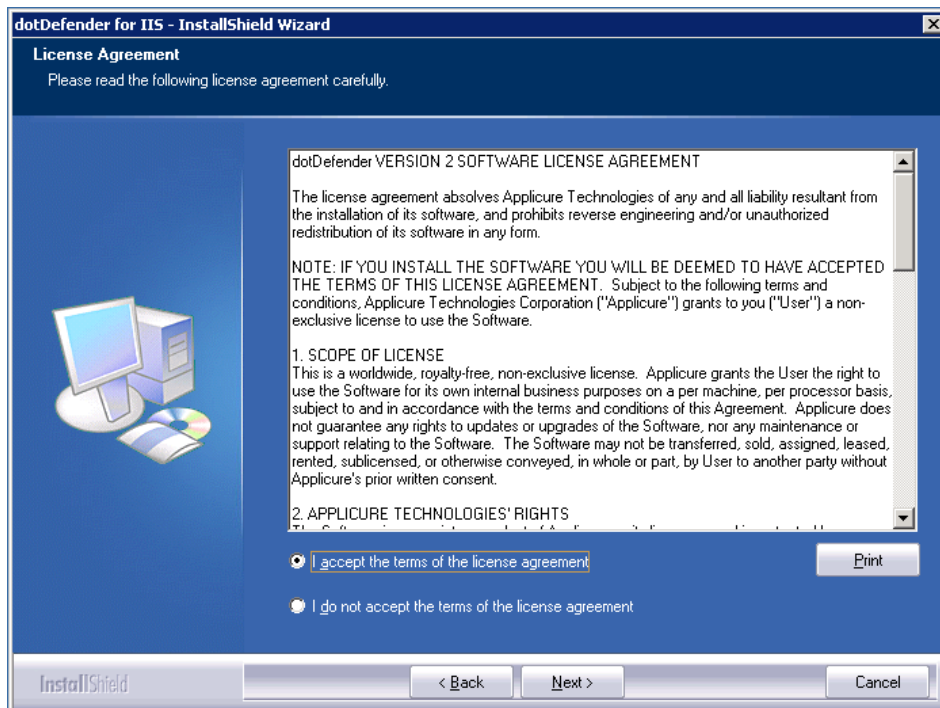 dotDefender for IIS - InstallShield Wizard
License Agreement
Please read the following license agreement carefully.
dotDefender VERSION 2 SOFTWARE LICENSE AGREEMENT
The license agreement absolves Applicure Technologies of any and all liability resultant from
the installation of its software, and prohibits reverse engineering and/or unauthorized
redistribution of its software in any form.
NOTE: IF YOU INSTALL THE SOFTWARE YOU WILL BE DEEMED TO HAVE ACCEPTED
THE TERMS OF THIS LICENSE AGREEMENT.  Subject to the following terms and
conditions, Applicure Technologies Corporation ("Applicure") grants to you ("User") a non-
exclusive license to use the Software.
1. SCOPE OF LICENSE
This is a worldwide, royalty-free, non-exclusive license.  Applicure grants the User the right to
use the Software for its own internal business purposes on a per machine, per processor basis,
subject to and in accordance with the terms and conditions of this Agreement.  Applicure does
not guarantee any rights to updates or upgrades of the Software, nor any maintenance or
support relating to the Software.  The Software may not be transferred, sold, assigned, leased,
rented, sublicensed, or otherwise conveyed, in whole or part, by User to another party without
Applicure's prior written consent.
2. APPLICURE TECHNOLOGIES' RIGHTS
I accept the terms of the license agreement
Print
I do not accept the terms of the license agreement
InstallShield
< Back
Next >
Cancel